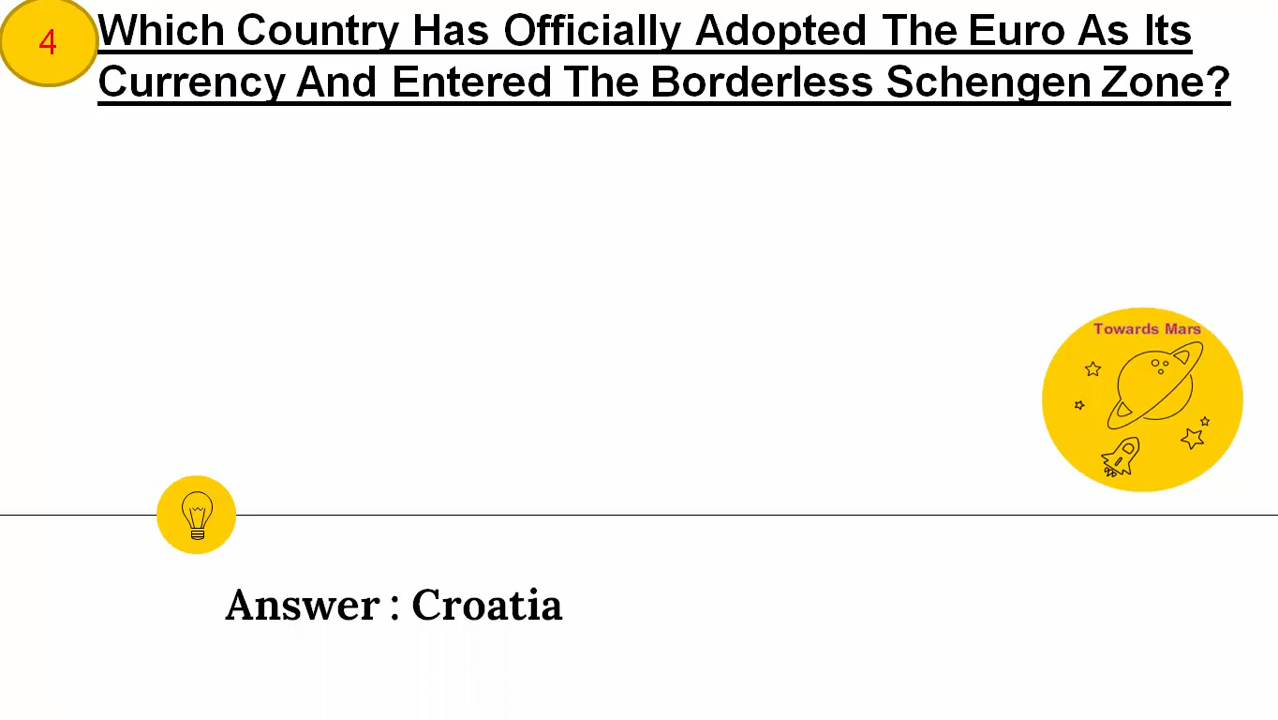 4
Which Country Has Officially Adopted The Euro As Its
Currency And Entered The Borderless Schengen Zone?
Towards Mars
Answer : Croatia